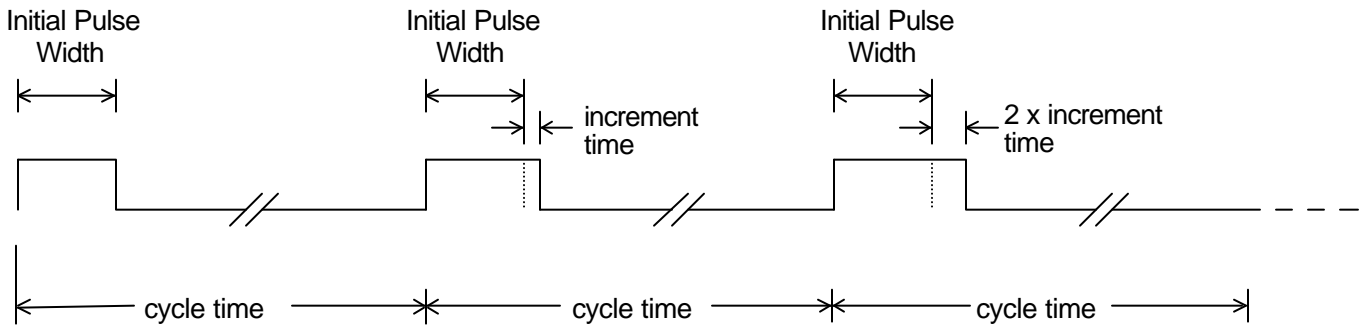 Initial Pulse
Width
Initial Pulse
Width
Initial Pulse
Width
increment
time
2 x increment
time
cycle time
cycle time
cycle time